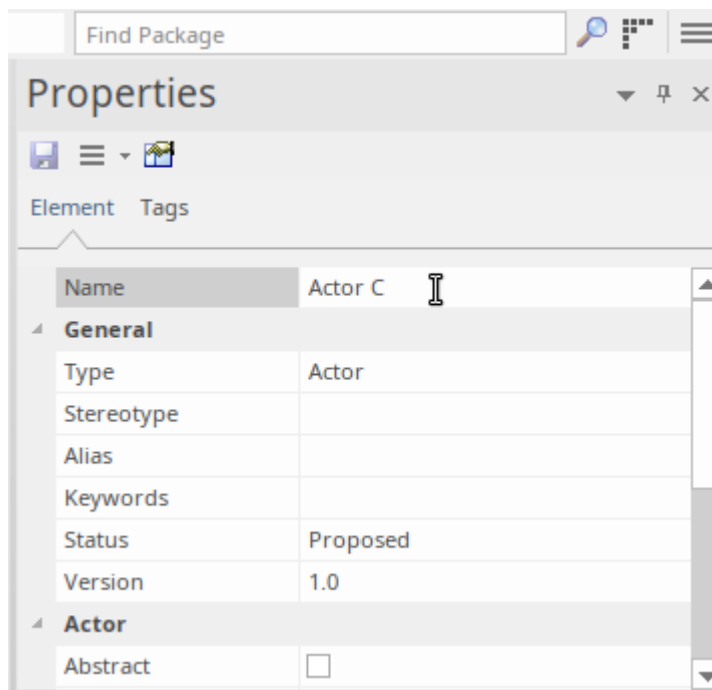 Find Package
Properties
Element Tags
Name Actor C
General
Type Actor
Stereotype
Alias
Keywords
Status Proposed
Version 1.0
Actor
Abstract